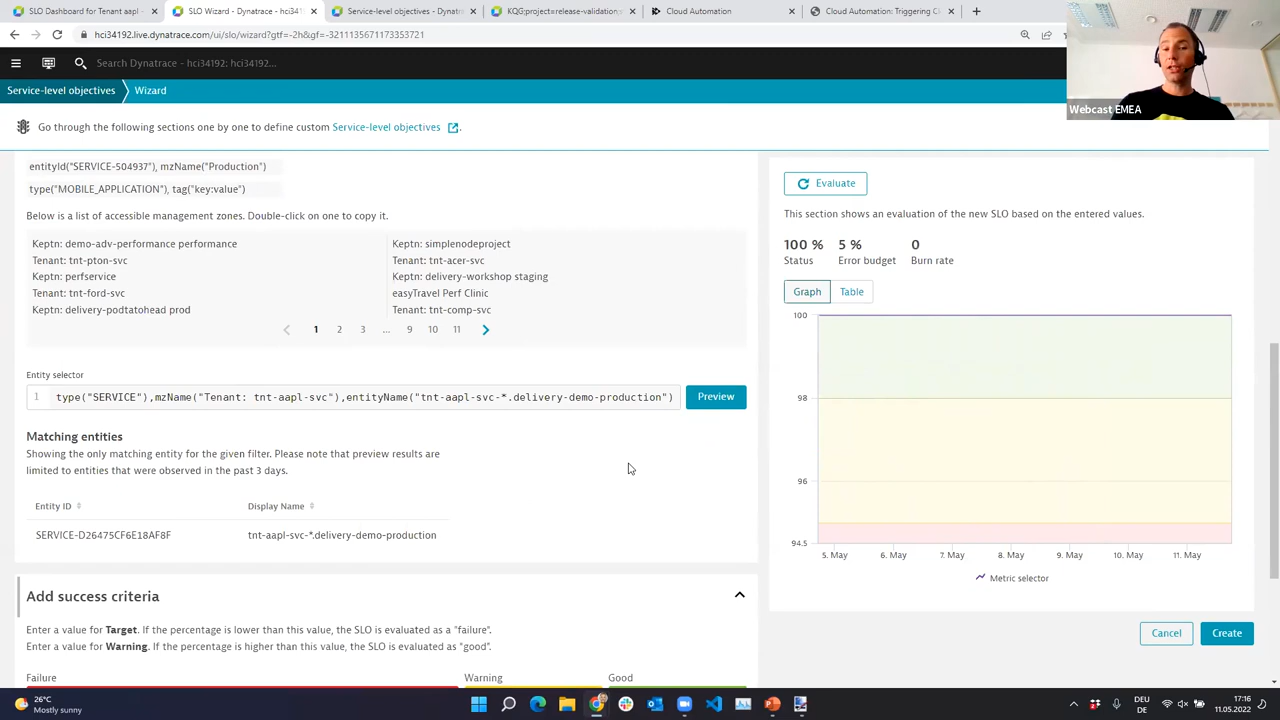 SLO Dashboard for Tenant aapl-
SLO Wizard - Dynatrace - hci341
Service-level objectives - Dynatr
KQG;project=release-validation;s
Cloud Automation
Cloud Automation: Triggering Cl
hci34192.live.dynatrace.com/ui/slo/wizard?gtf=-2h&gf=-3211135671378353721
Search Dynatrace - hci34192; hci34192...
Service-level objectives
Wizard
Webcast EMEA
Go through the following sections one by one to define custom Service-level objectives.
entityId("SERVICE-504937"), mzName("Production")
type("MOBILE_APPLICATION"), tag("key:value")
Below is a list of accessible management zones. Double-click on one to copy it.
Keptn: demo-adv-performance performance
Keptn: simplenodeproject
Tenant: tnt-pton-svc
Tenant: tnt-acer-svc
Keptn: perfservice
Keptn: delivery-workshop staging
Tenant: tnt-ford-svc
easyTravel Perf Clinic
Keptn: delivery-podtatohead prod
Tenant: tnt-comp-svc
1 2 3 ... 9 10 11
Entity selector
1 type("SERVICE"),mzName("Tenant: tnt-aapl-svc"),entityName("tnt-aapl-svc-*.delivery-demo-production")
Preview
Matching entities
Showing the only matching entity for the given filter. Please note that preview results are
limited to entities that were observed in the past 3 days.
Entity ID
Display Name
SERVICE-D26475CF6E18AF8F
tnt-aapl-svc-*.delivery-demo-production
Add success criteria
Enter a value for Target. If the percentage is lower than this value, the SLO is evaluated as a "failure".
Enter a value for Warning. If the percentage is higher than this value, the SLO is evaluated as "good".
Failure
Warning
Good
Evaluate
This section shows an evaluation of the new SLO based on the entered values.
100 %
5 %
0
Status
Error budget
Burn rate
Graph
Table
100
98
96
94.5
5. May
6. May
7. May
8. May
9. May
10. May
11. May
Metric selector
Cancel
Create
26°C
Mostly sunny
DEU
DE
17:16
11.05.2022